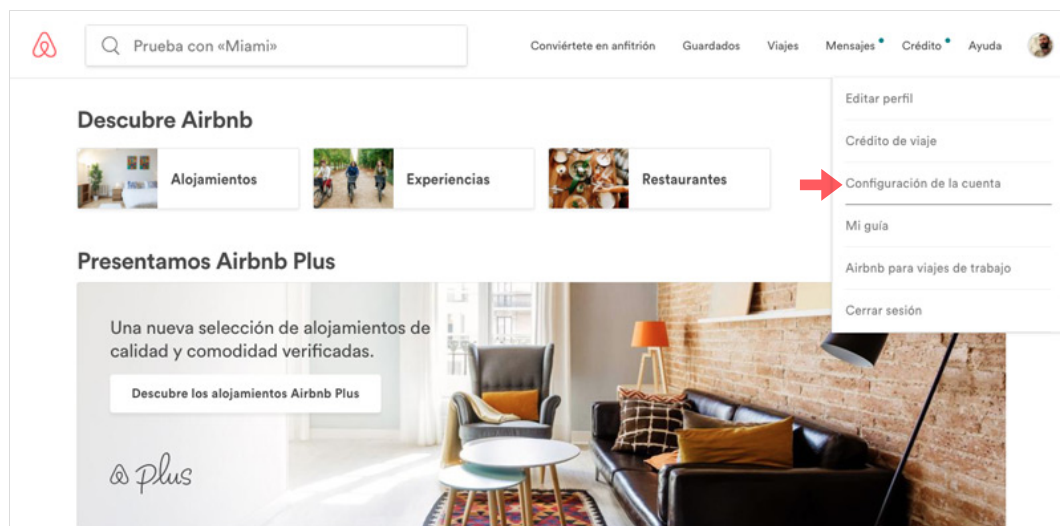 Prueba con «Miami»
Conviértete en anfitrión
Guardados
Viajes
Mensajes
Crédito
Ayuda
Editar perfil
Crédito de viaje
Configuración de la cuenta
Mi guía
Airbnb para viajes de trabajo
Cerrar sesión
Descubre Airbnb
Alojamientos
Experiencias
Restaurantes
Presentamos Airbnb Plus
Una nueva selección de alojamientos de
calidad y comodidad verificadas.
Descubre los alojamientos Airbnb Plus
plus